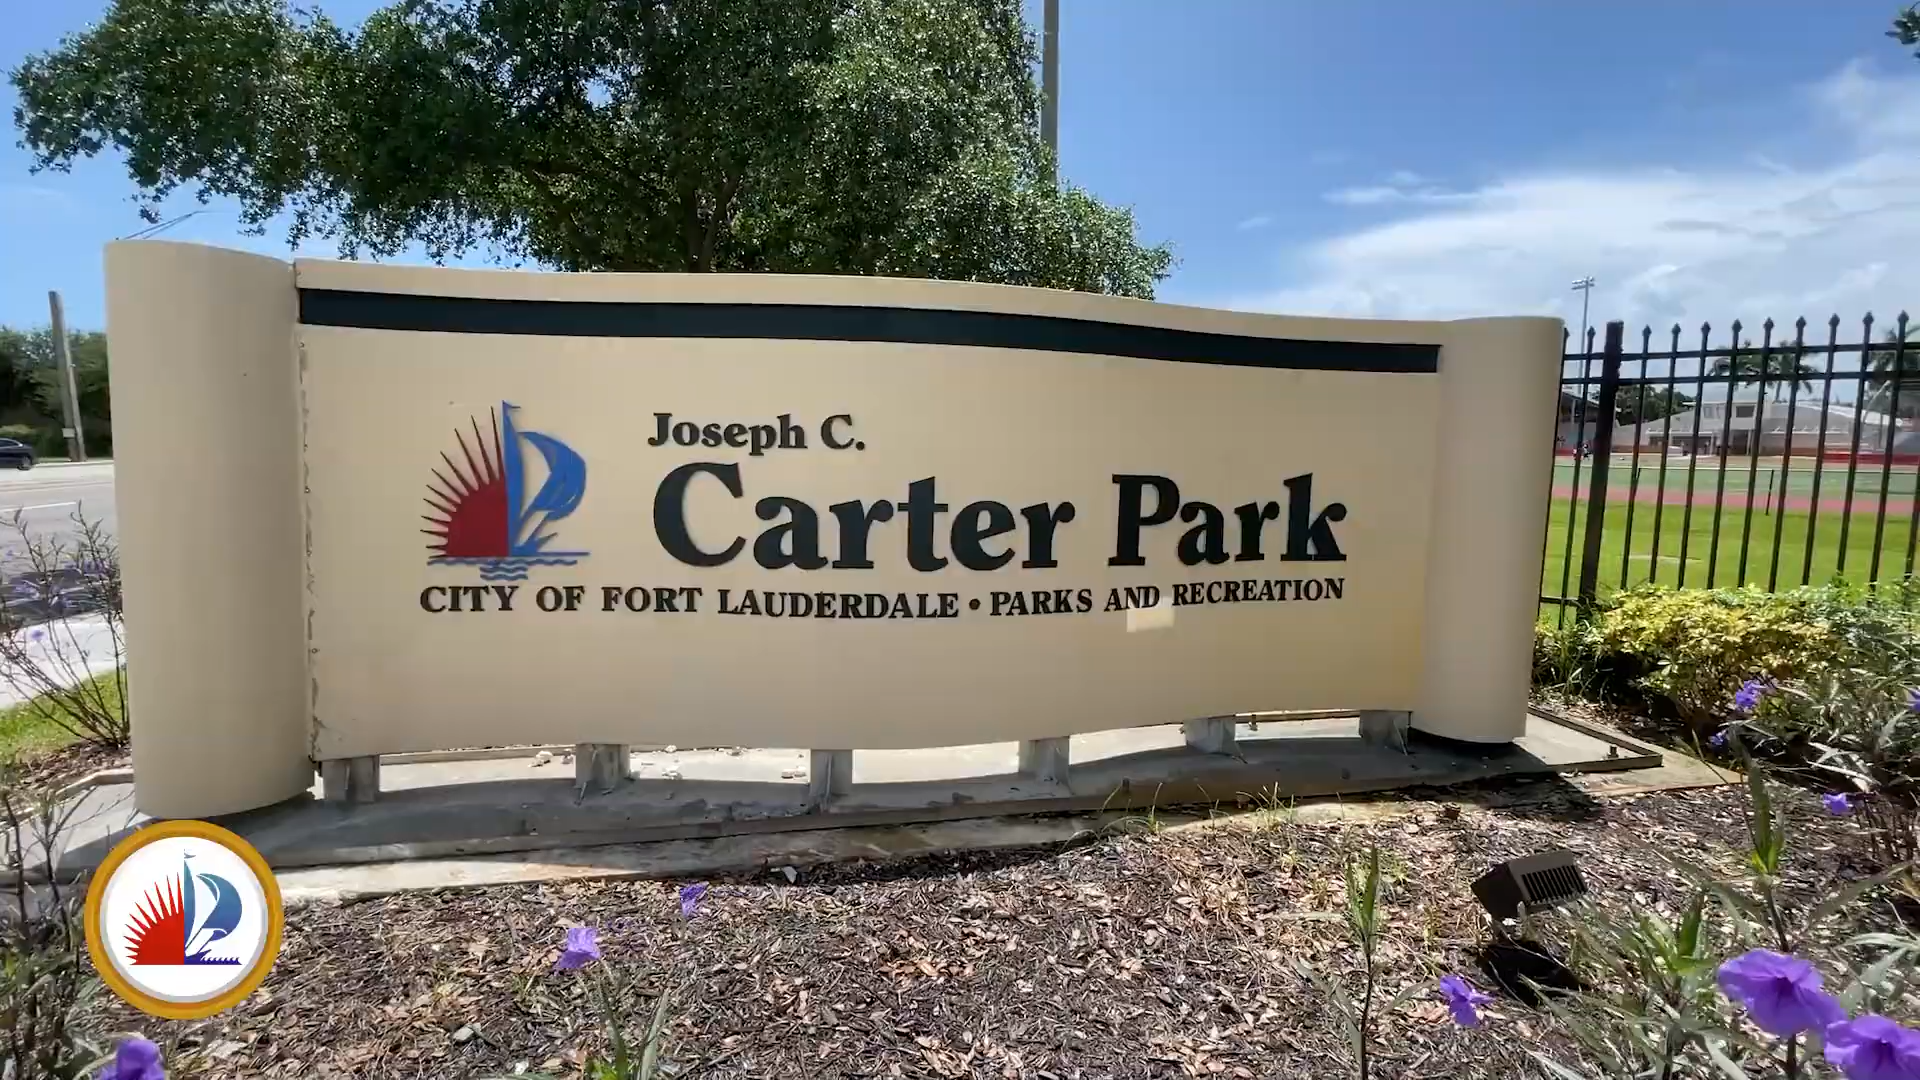 Joseph C.
Carter Park
CITY OF FORT LAUDERDALE • PARKS AND RECREATION